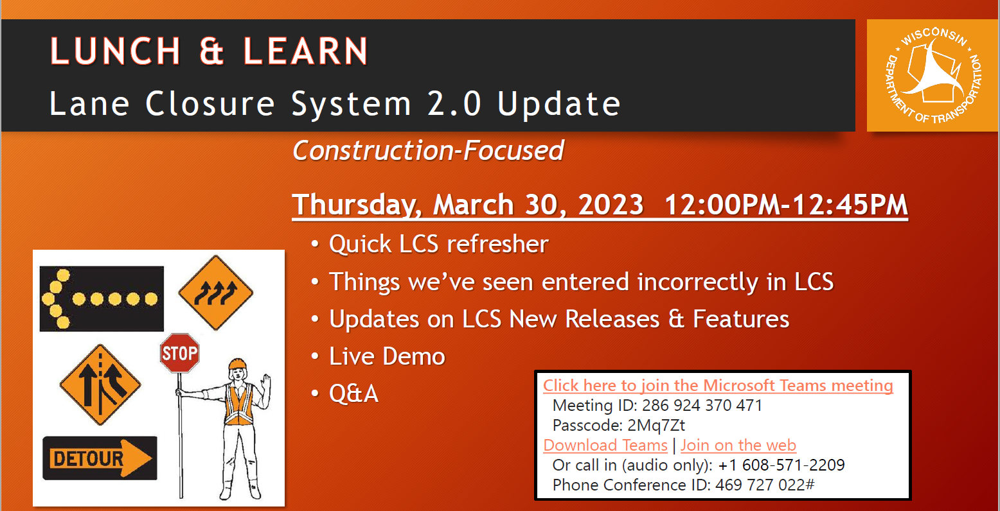 LUNCH & LEARN
Lane Closure System 2.0 Update
WISCONSIN
DEPARTMENT OF TRANSPORTATION
Construction-Focused
Thursday, March 30, 2023 12:00PM-12:45PM
• Quick LCS refresher
• Things we’ve seen entered incorrectly in LCS
• Updates on LCS New Releases & Features
• Live Demo
• Q&A
STOP
DETOUR
Click here to join the Microsoft Teams meeting
Meeting ID: 286 924 370 471
Passcode: 2Mq7Zt
Download Teams | Join on the web
Or call in (audio only): +1 608-571-2209
Phone Conference ID: 469 727 022#